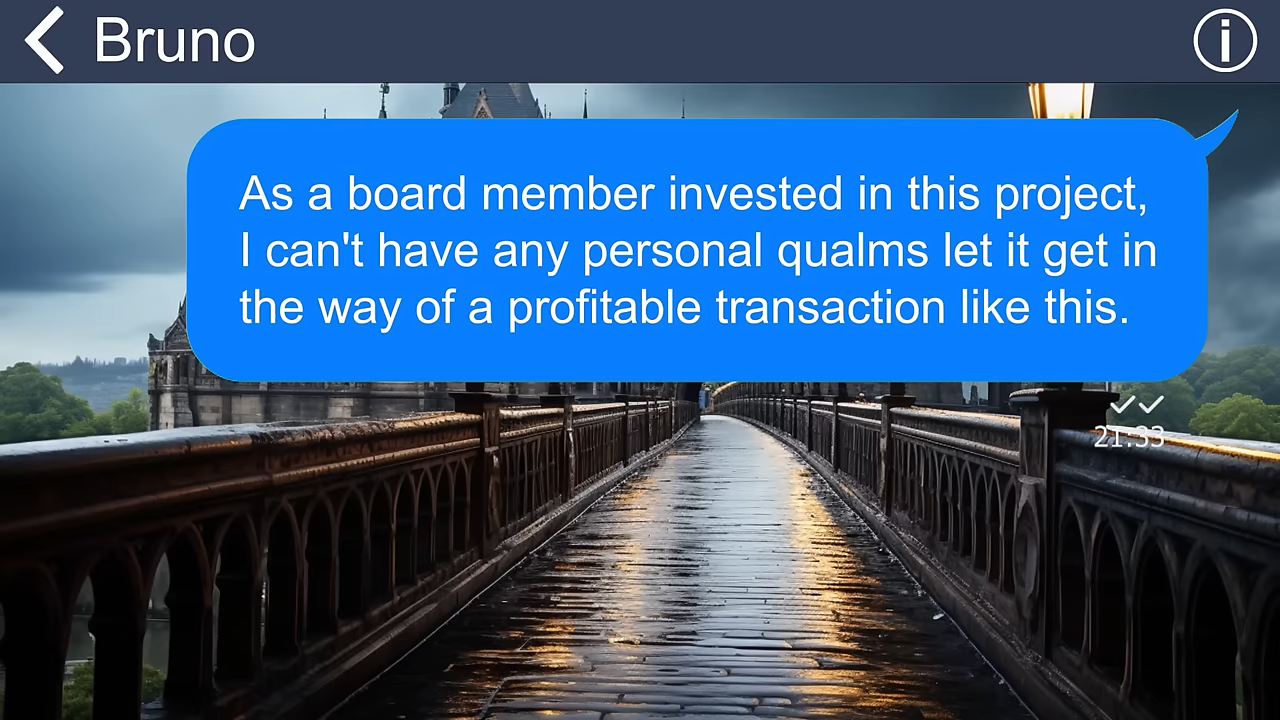 Bruno
As a board member invested in this project,
I can't have any personal qualms let it get in
the way of a profitable transaction like this.
21:33